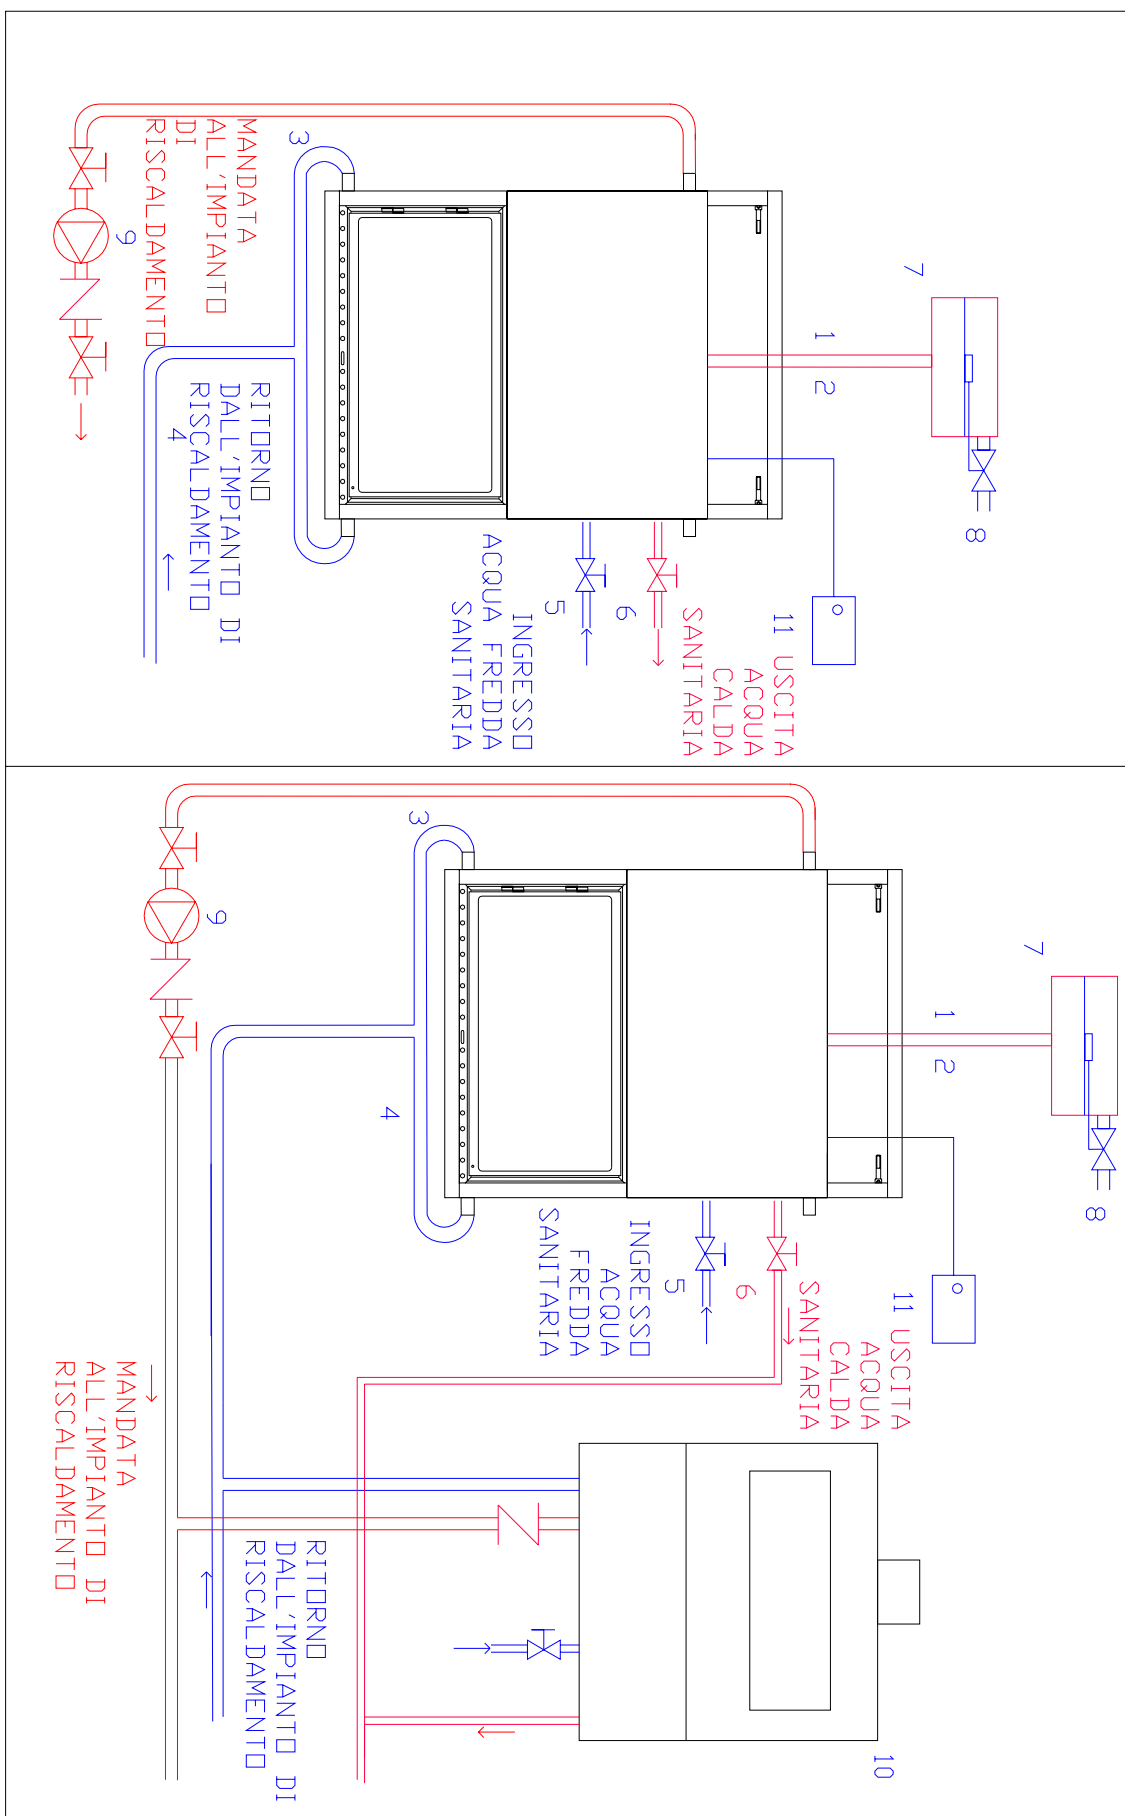 MANDATA
ALL'IMPIANTO
DI
RISCALDAMENTO
3
9
RITORNO
DALL'IMPIANTO DI
RISCALDAMENTO
4
1
2
7
8
INGRESSO
ACQUA FREDDA
SANITARIA
5
6
11 USCITA
ACQUA
CALDA
SANITARIA
3
9
4
1
2
7
8
INGRESSO
ACQUA
FREDDA
SANITARIA
5
6
11 USCITA
ACQUA
CALDA
SANITARIA
MANDATA
ALL'IMPIANTO DI
RISCALDAMENTO
RITORNO
DALL'IMPIANTO DI
RISCALDAMENTO
10